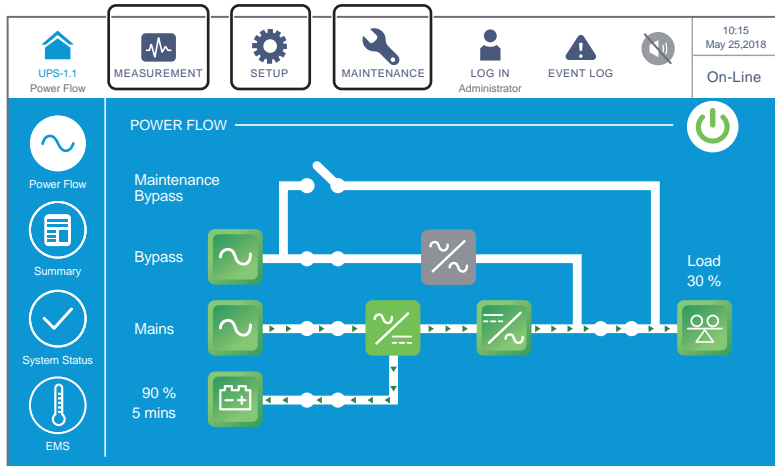 UPS-1.1
Power Flow
MEASUREMENT
SETUP
MAINTENANCE
LOG IN
Administrator
EVENT LOG
10:15
May 25,2018
On-Line
Power Flow
Summary
System Status
EMS
POWER FLOW
Maintenance
Bypass
Bypass
Load
30 %
Mains
90 %
5 mins